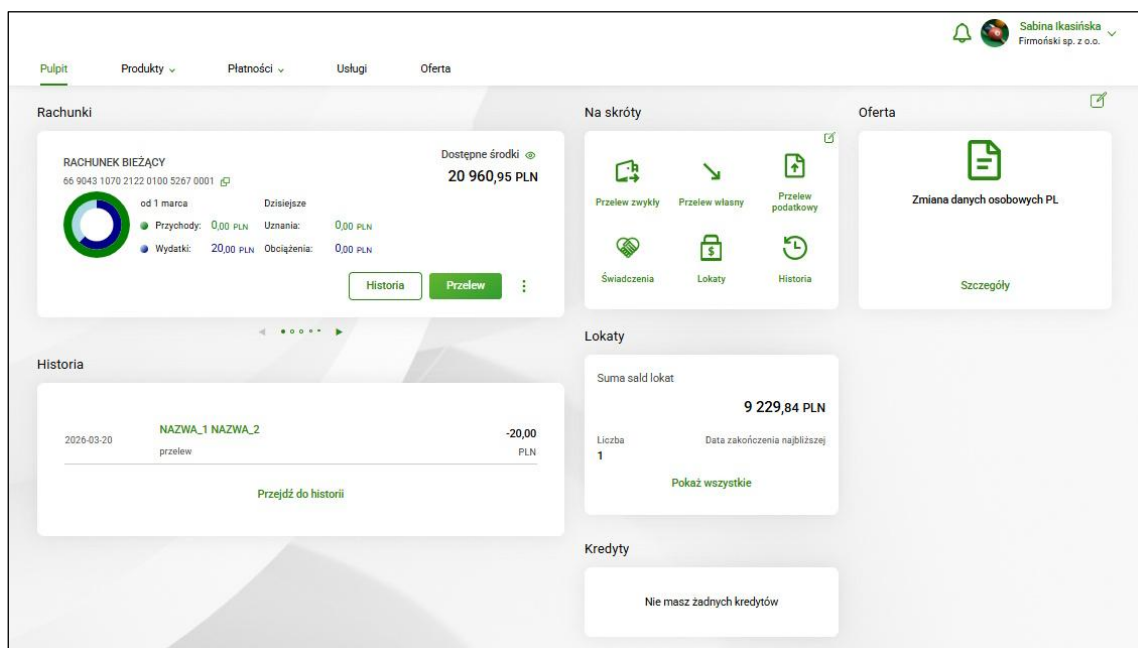 Sabina Ikasińska
Firmoński sp. z o.o.
Pulpit Produkty Płatności Usługi Oferta
Rachunki
RACHUNEK BIEŻĄCY
66 9043 1070 2122 0100 5267 0001
Dostępne środki
20 960,95 PLN
od 1 marca Dzisiejsze
Przychody: 0,00 PLN Uznania: 0,00 PLN
Wydatki: 20,00 PLN Obciążenia: 0,00 PLN
Historia Przelew
Historia
2026-03-20
NAZWA_1 NAZWA_2
przelew
-20,00
PLN
Przejdź do historii
Na skróty
Przelew zwykły Przelew własny Przelew
podatkowy
Świadczenia Lokaty Historia
Lokaty
Suma sald lokat
9 229,84 PLN
Liczba Data zakończenia najbliższej
1
Pokaż wszystkie
Kredyty
Nie masz żadnych kredytów
Oferta
Zmiana danych osobowych PL
Szczegóły